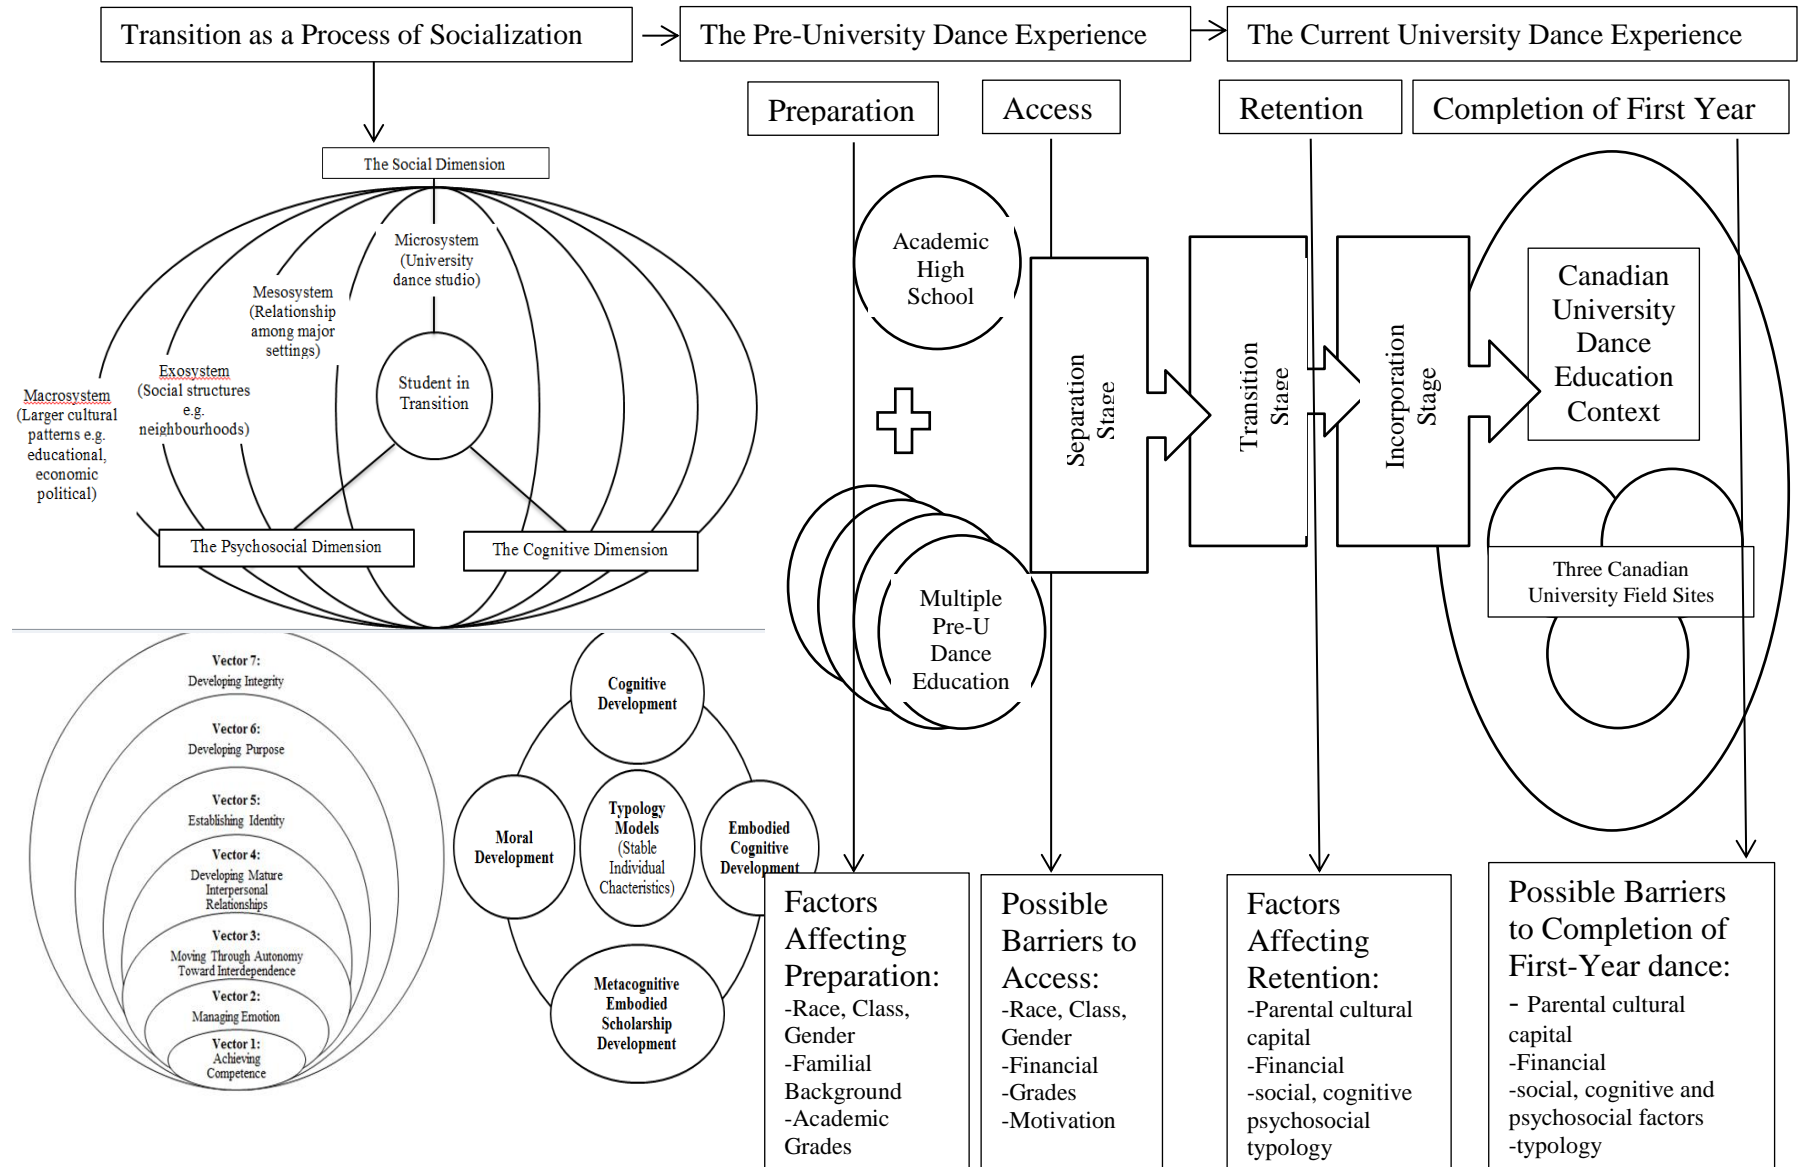 Transition as a Process of Socialization
The Pre-University Dance Experience
The Current University Dance Experience
Preparation
Access
Retention
Completion of First Year
The Social Dimension
Microsystem
(University
dance studio)
Mesosystem
(Relationship
among major
settings)
Exosystem
(Social structures
e.g.
neighbourhoods)
Macrosystem
(Larger cultural
patterns e.g.
educational,
economic
political)
Student in
Transition
The Psychosocial Dimension
The Cognitive Dimension
Vector 7:
Developing Integrity
Vector 6:
Developing Purpose
Vector 5:
Establishing Identity
Vector 4:
Developing Mature
Interpersonal
Relationships
Vector 3:
Moving Through Autonomy
Toward Interdependence
Vector 2:
Managing Emotion
Vector 1:
Achieving
Competence
Cognitive
Development
Moral
Development
Typology
Models
(Stable
Individual
Chacteristics)
Embodied
Cognitive
Development
Metacognitive
Embodied
Scholarship
Development
Academic
High
School
Multiple
Pre-U
Dance
Education
Separation
Stage
Transition
Stage
Incorporation
Stage
Canadian
University
Dance
Education
Context
Three Canadian
University Field Sites
Factors
Affecting
Preparation:
-Race, Class,
Gender
-Familial
Background
-Academic
Grades
Possible
Barriers to
Access:
-Race, Class,
Gender
-Financial
-Grades
-Motivation
Factors
Affecting
Retention:
-Parental cultural
capital
-Financial
-social, cognitive
psychosocial
typology
Possible Barriers
to Completion of
First-Year dance:
- Parental cultural
capital
-Financial
-social, cognitive and
psychosocial factors
-typology